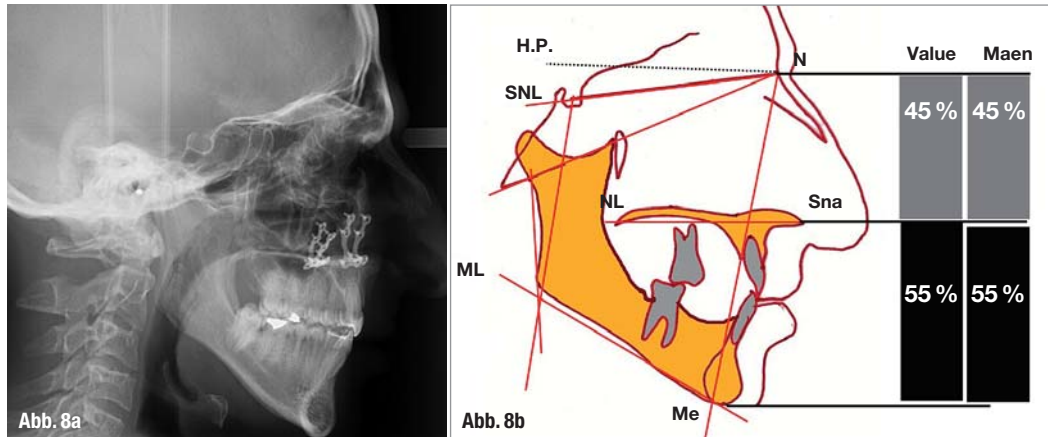 Abb. 8a
H.P.
N
Value
Maen
SNL
45 %
45 %
NL
Sna
ML
55 %
55 %
Me
Abb. 8b